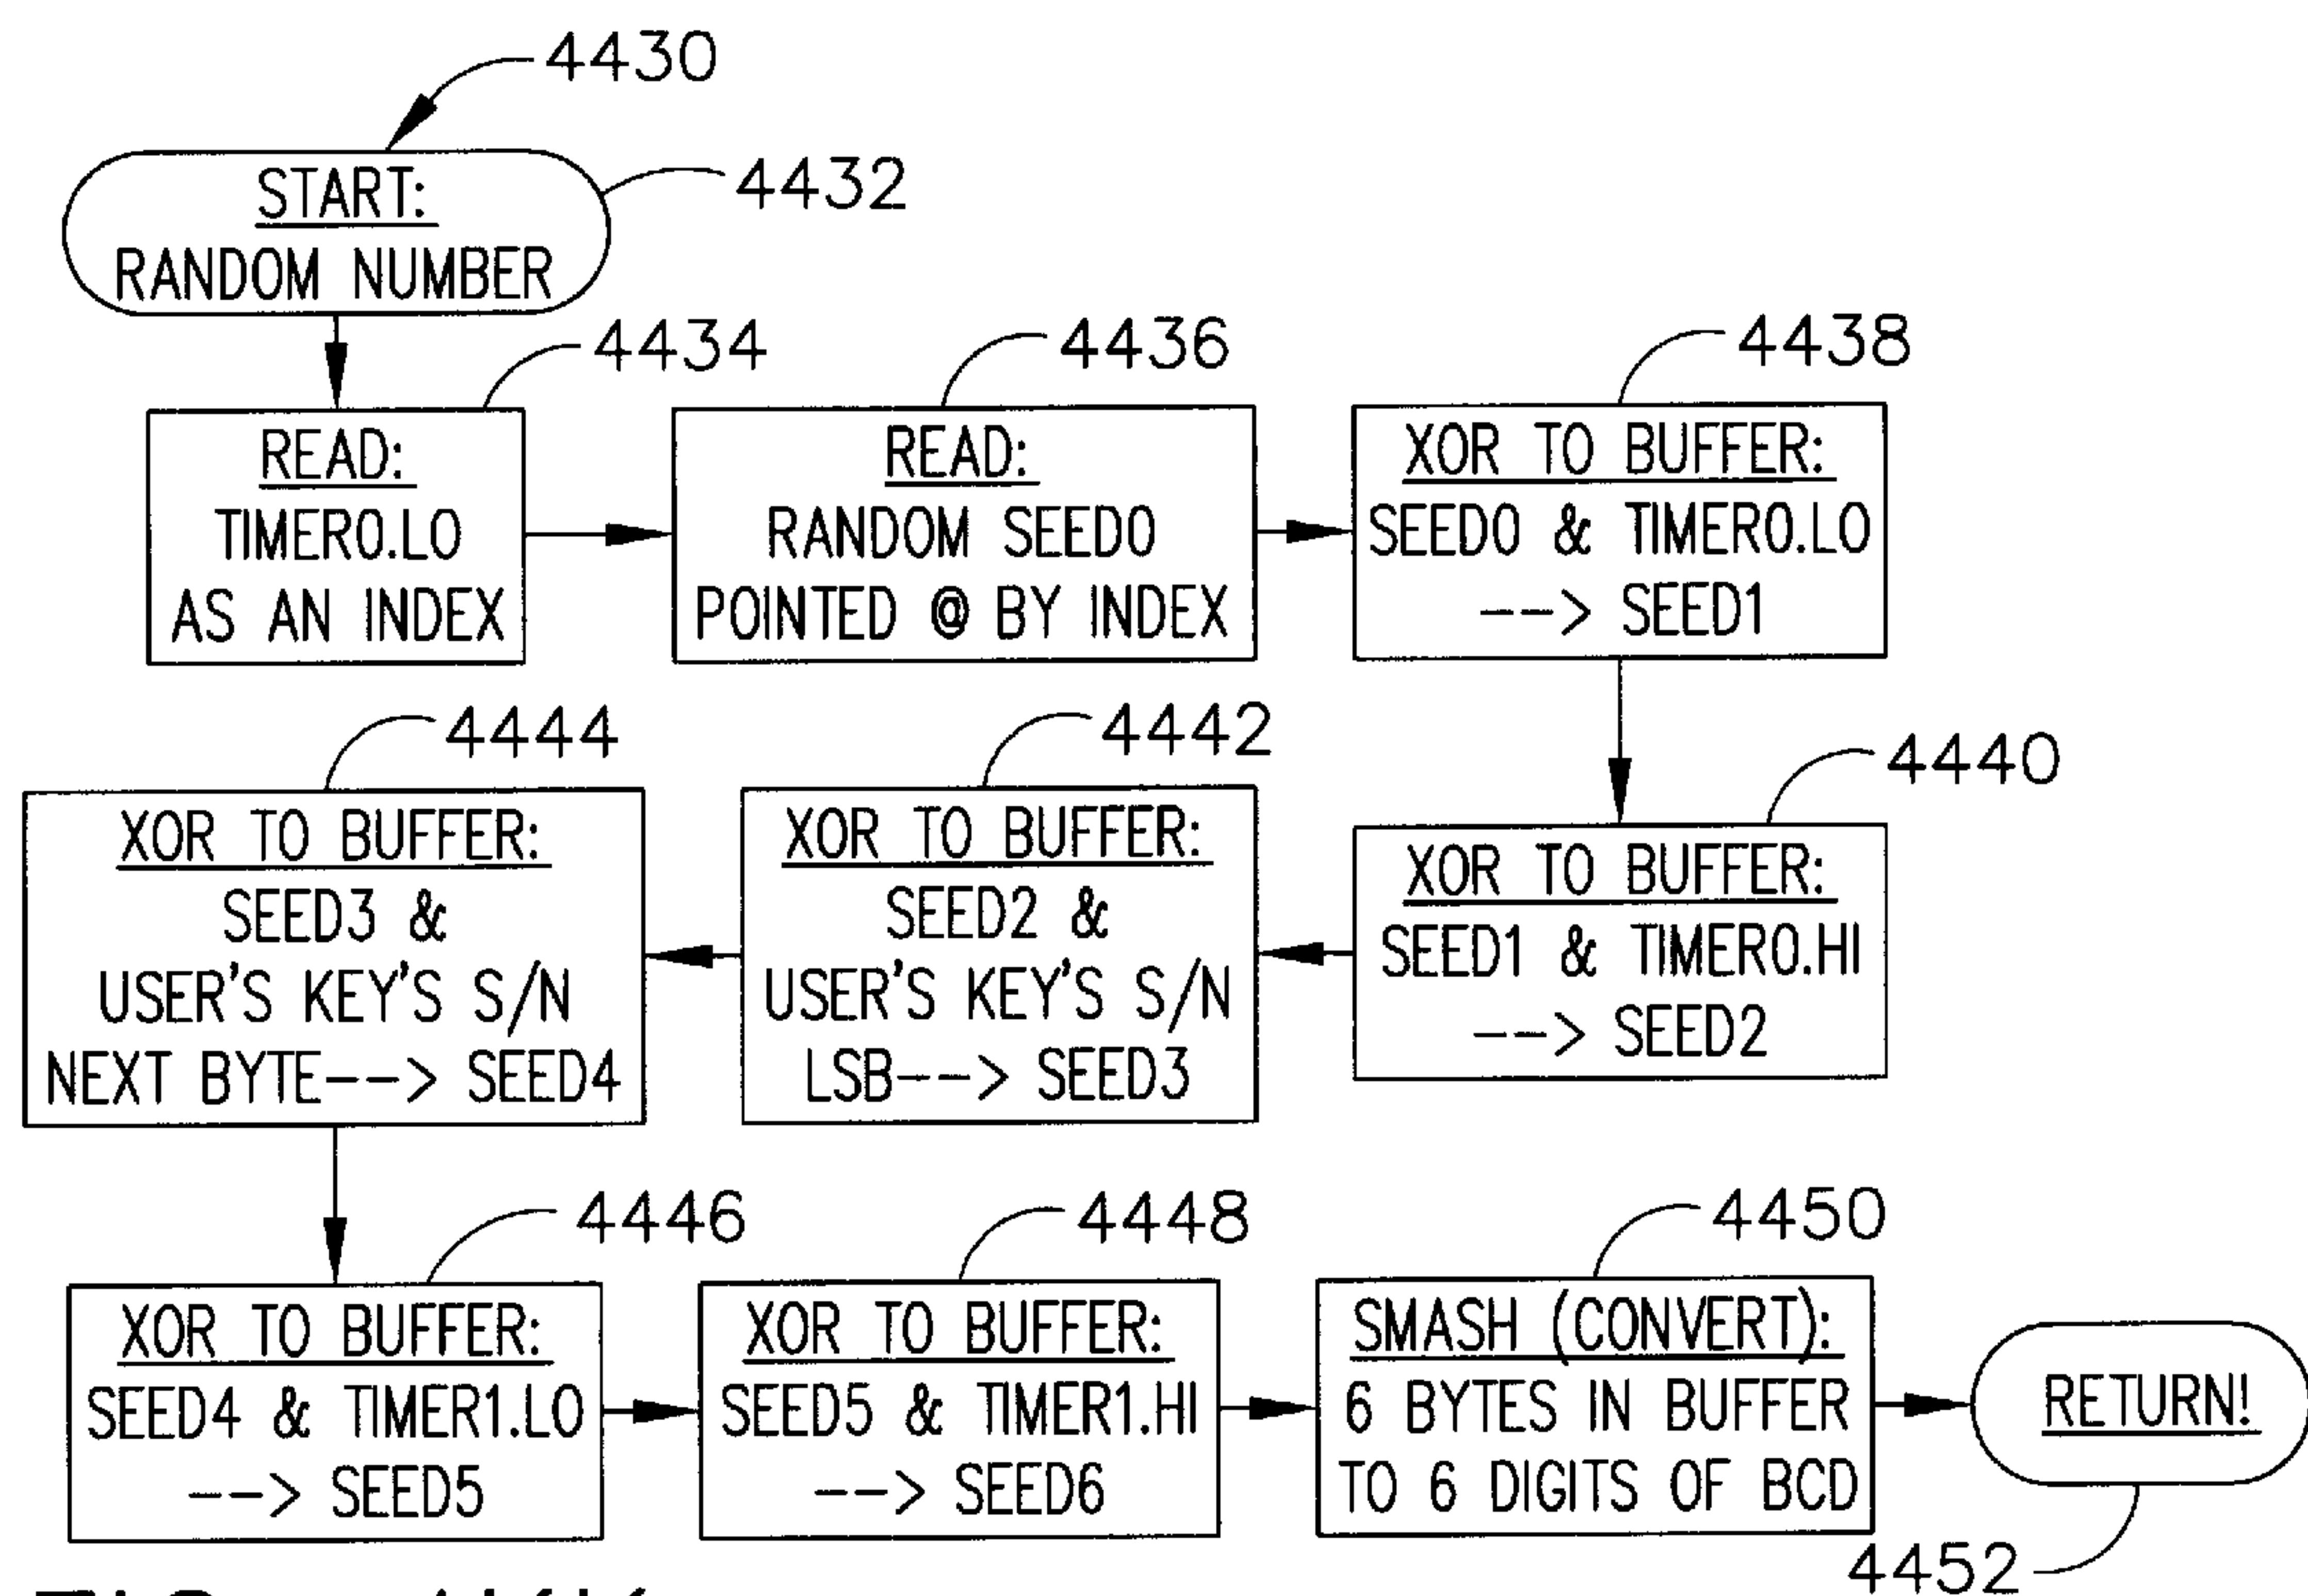 4430
4432
START:
RANDOM NUMBER
4434
4436
4438
READ:
TIMER0.LO
AS AN INDEX
READ:
RANDOM SEED0
POINTED @ BY INDEX
XOR TO BUFFER:
SEED0 & TIMER0.LO
--> SEED1
4444
4442
4440
XOR TO BUFFER:
SEED1 & TIMER0.HI
--> SEED2
XOR TO BUFFER:
SEED2 &
USER'S KEY'S S/N
LSB--> SEED3
XOR TO BUFFER:
SEED3 &
USER'S KEY'S S/N
NEXT BYTE--> SEED4
4446
4448
4450
XOR TO BUFFER:
SEED4 & TIMER1.LO
--> SEED5
XOR TO BUFFER:
SEED5 & TIMER1.HI
--> SEED6
SMASH (CONVERT):
6 BYTES IN BUFFER
TO 6 DIGITS OF BCD
RETURN!
4452